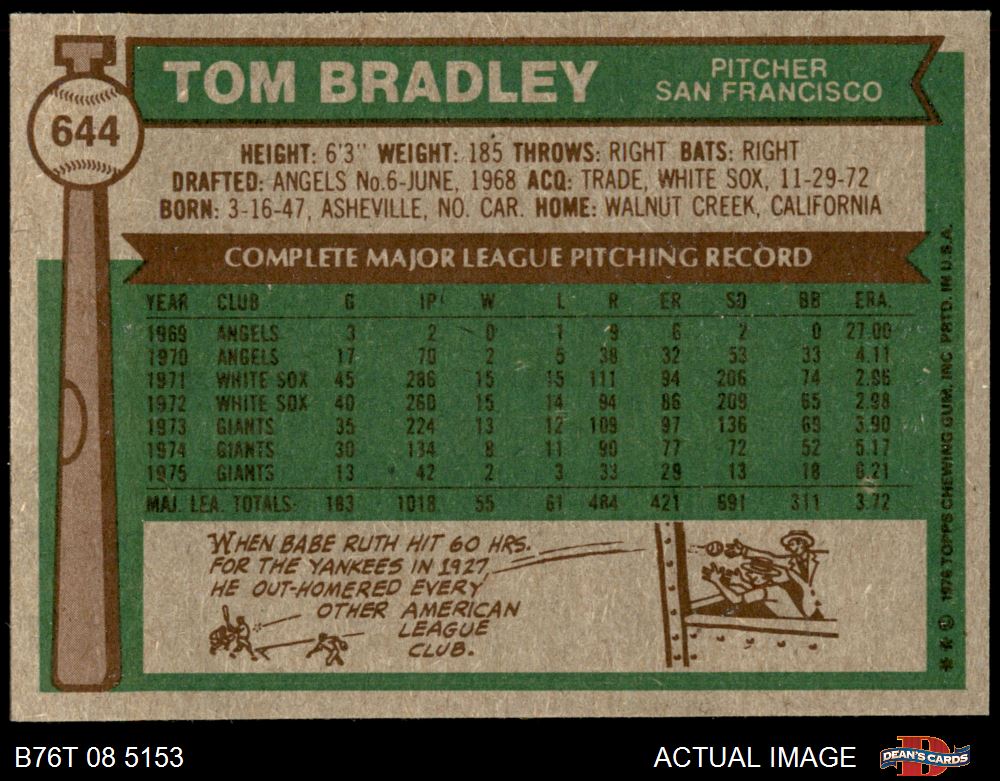 644
TOM BRADLEY
PITCHER
SAN FRANCISCO
HEIGHT: 6'3" WEIGHT: 185 THROWS: RIGHT BATS: RIGHT
DRAFTED: ANGELS No.6-JUNE, 1968 ACQ: TRADE, WHITE SOX, 11-29-72
BORN: 3-16-47, ASHEVILLE, NO. CAR. HOME: WALNUT CREEK, CALIFORNIA
COMPLETE MAJOR LEAGUE PITCHING RECORD
YEAR CLUB G IP W L R ER SO BB ERA.
1969 ANGELS 3 2 0 1 9 6 2 0 27.00
1970 ANGELS 17 70 2 5 38 32 53 33 4.11
1971 WHITE SOX 45 286 15 15 111 94 206 74 2.96
1972 WHITE SOX 40 260 15 14 94 86 209 65 2.98
1973 GIANTS 35 224 13 12 109 97 136 69 3.90
1974 GIANTS 30 134 8 11 90 77 72 52 5.17
1975 GIANTS 13 42 2 3 33 29 13 18 6.21
MAJ. LEA. TOTALS 183 1018 55 61 484 421 691 311 3.72
WHEN BABE RUTH HIT 60 HRS.
FOR THE YANKEES IN 1927,
HE OUT-HOMERED EVERY
OTHER AMERICAN
LEAGUE
CLUB.
** © 1976 TOPPS CHEWING GUM, INC. PRTD. IN U.S.A.
B76T 08 5153
ACTUAL IMAGE
DEAN'S CARDS